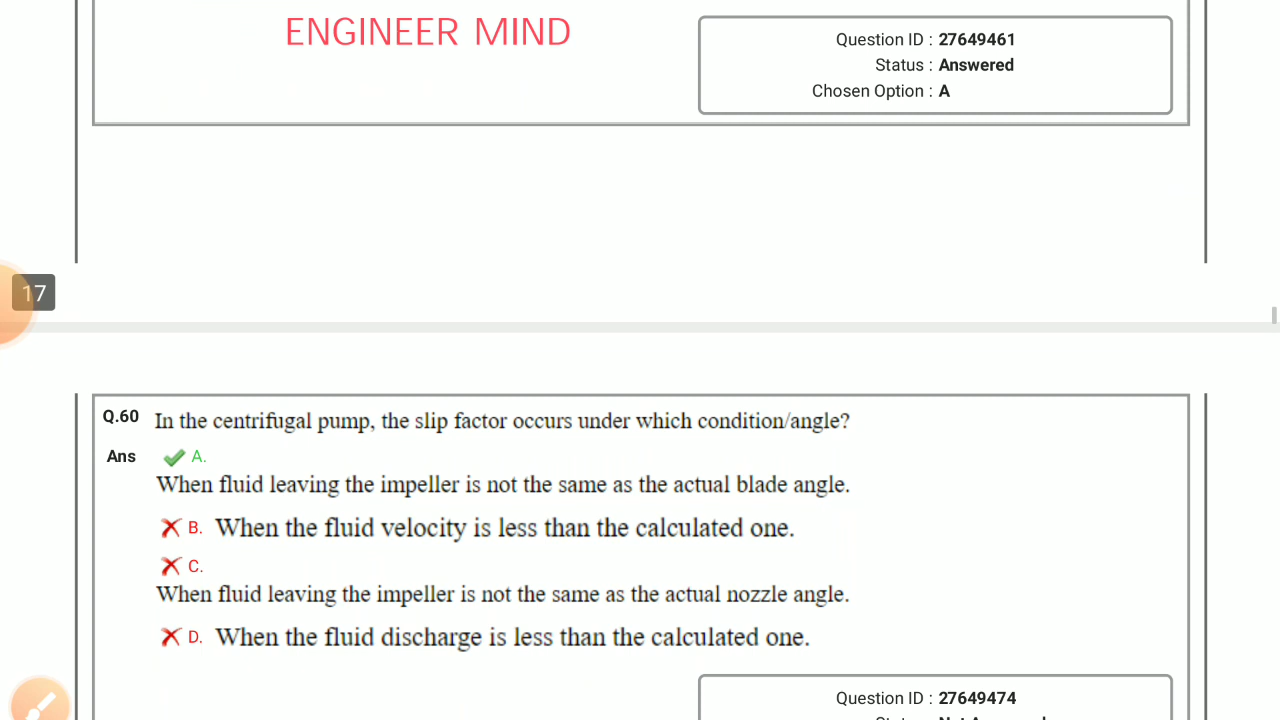 ENGINEER MIND
Question ID : 27649461
Status : Answered
Chosen Option : A
17
Q.60 In the centrifugal pump, the slip factor occurs under which condition/angle?
Ans A.
When fluid leaving the impeller is not the same as the actual blade angle.
B. When the fluid velocity is less than the calculated one.
C.
When fluid leaving the impeller is not the same as the actual nozzle angle.
D. When the fluid discharge is less than the calculated one.
Question ID : 27649474